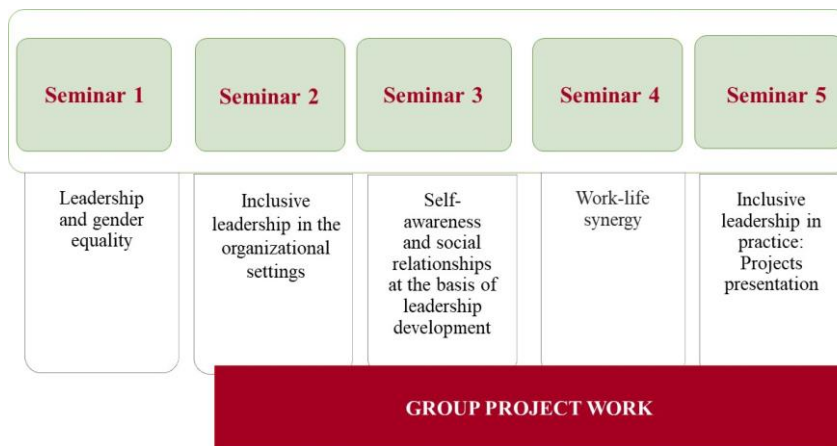 Seminar 1
Seminar 2
Seminar 3
Seminar 4
Seminar 5
Leadership
and gender
equality
Inclusive
leadership in the
organizational
settings
Self-
awareness
and social
relationships
at the basis of
leadership
development
Work-life
synergy
Inclusive
leadership in
practice:
Projects
presentation
GROUP PROJECT WORK